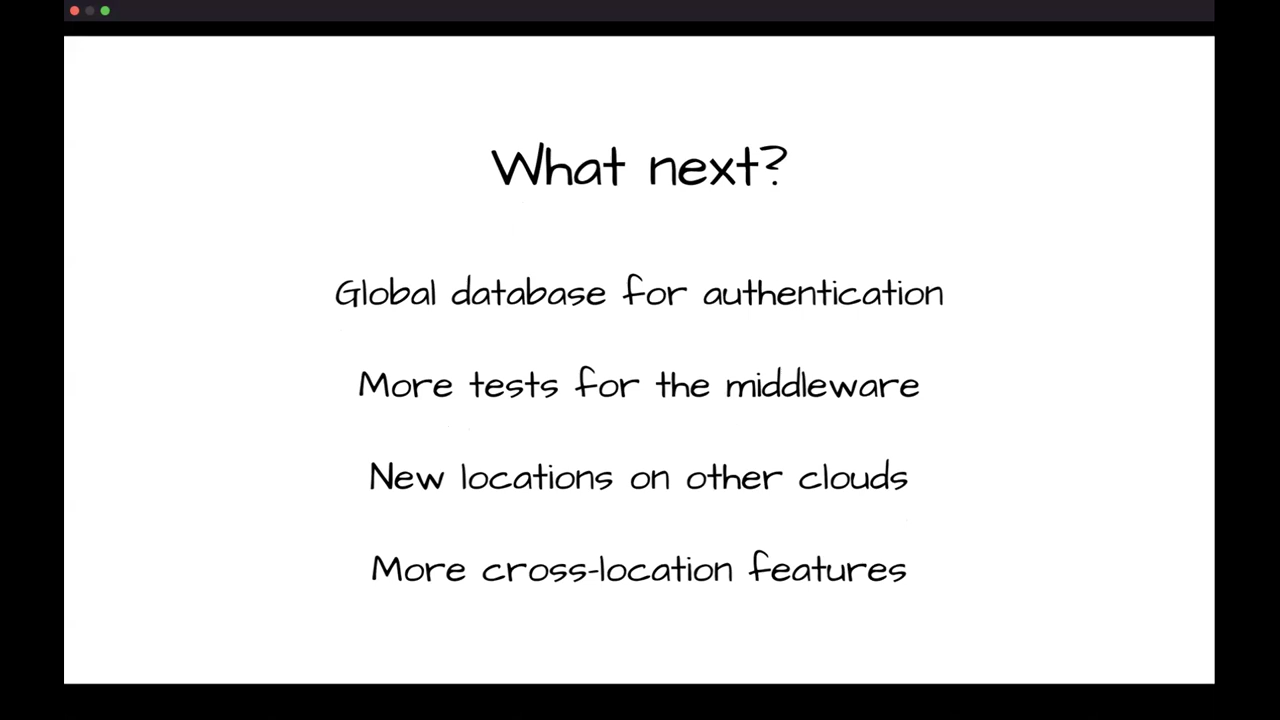 What next?
Global database for authentication
More tests for the middleware
New locations on other clouds
More cross-location features